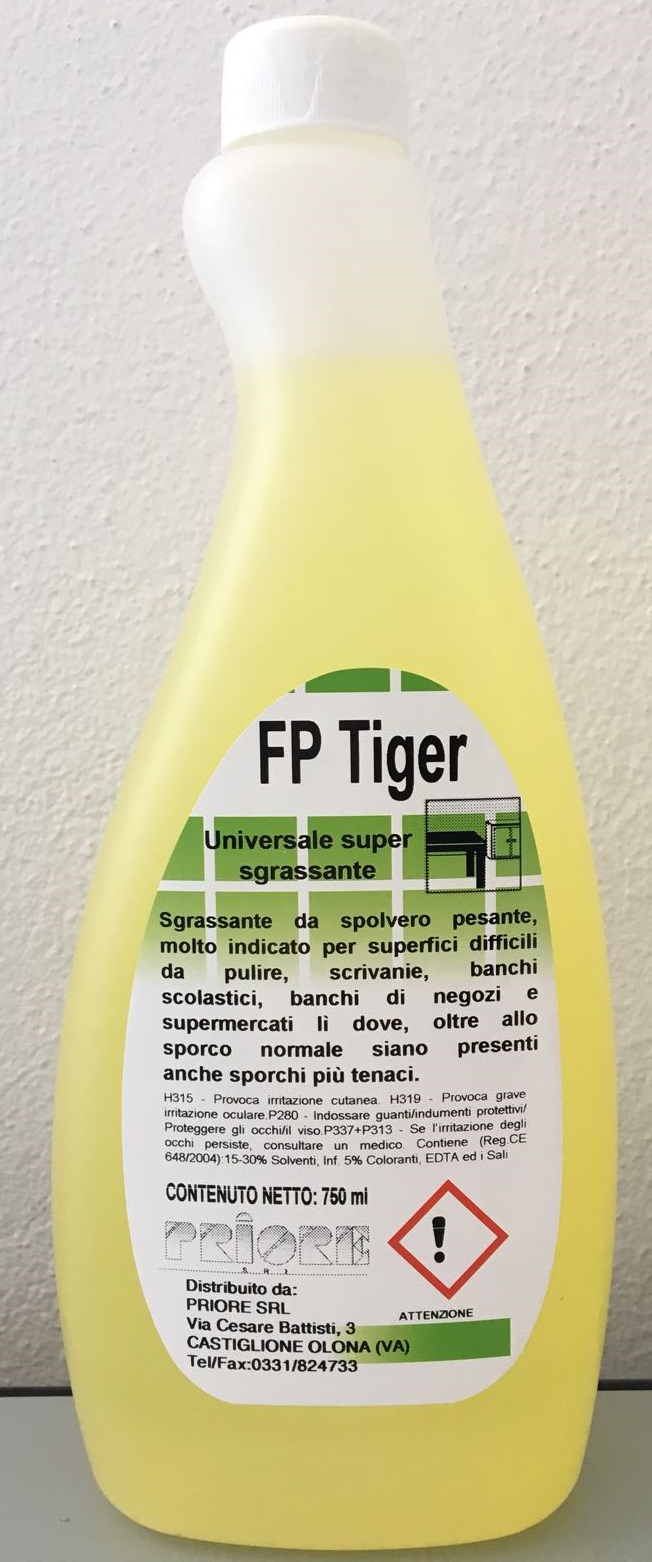 FP Tiger
Universale super
sgrassante
Sgrassante da spolvero pesante,
molto indicato per superfici difficili
da pulire, scrivanie, banchi
scolastici, banchi di negozi e
supermercati lì dove, oltre allo
sporco normale siano presenti
anche sporchi più tenaci.
H315 - Provoca irritazione cutanea. H319 - Provoca grave
irritazione oculare.P280 - Indossare guanti/indumenti protettivi/
Proteggere gli occhi/il viso.P337+P313 - Se l'irritazione degli
occhi persiste, consultare un medico. Contiene (Reg.CE
648/2004):15-30% Solventi, Inf. 5% Coloranti, EDTA ed i Sali
CONTENUTO NETTO: 750 ml
PRIORE
S.R.L
!
ATTENZIONE
Distribuito da:
PRIORE SRL
Via Cesare Battisti, 3
CASTIGLIONE OLONA (VA)
Tel/Fax:0331/824733